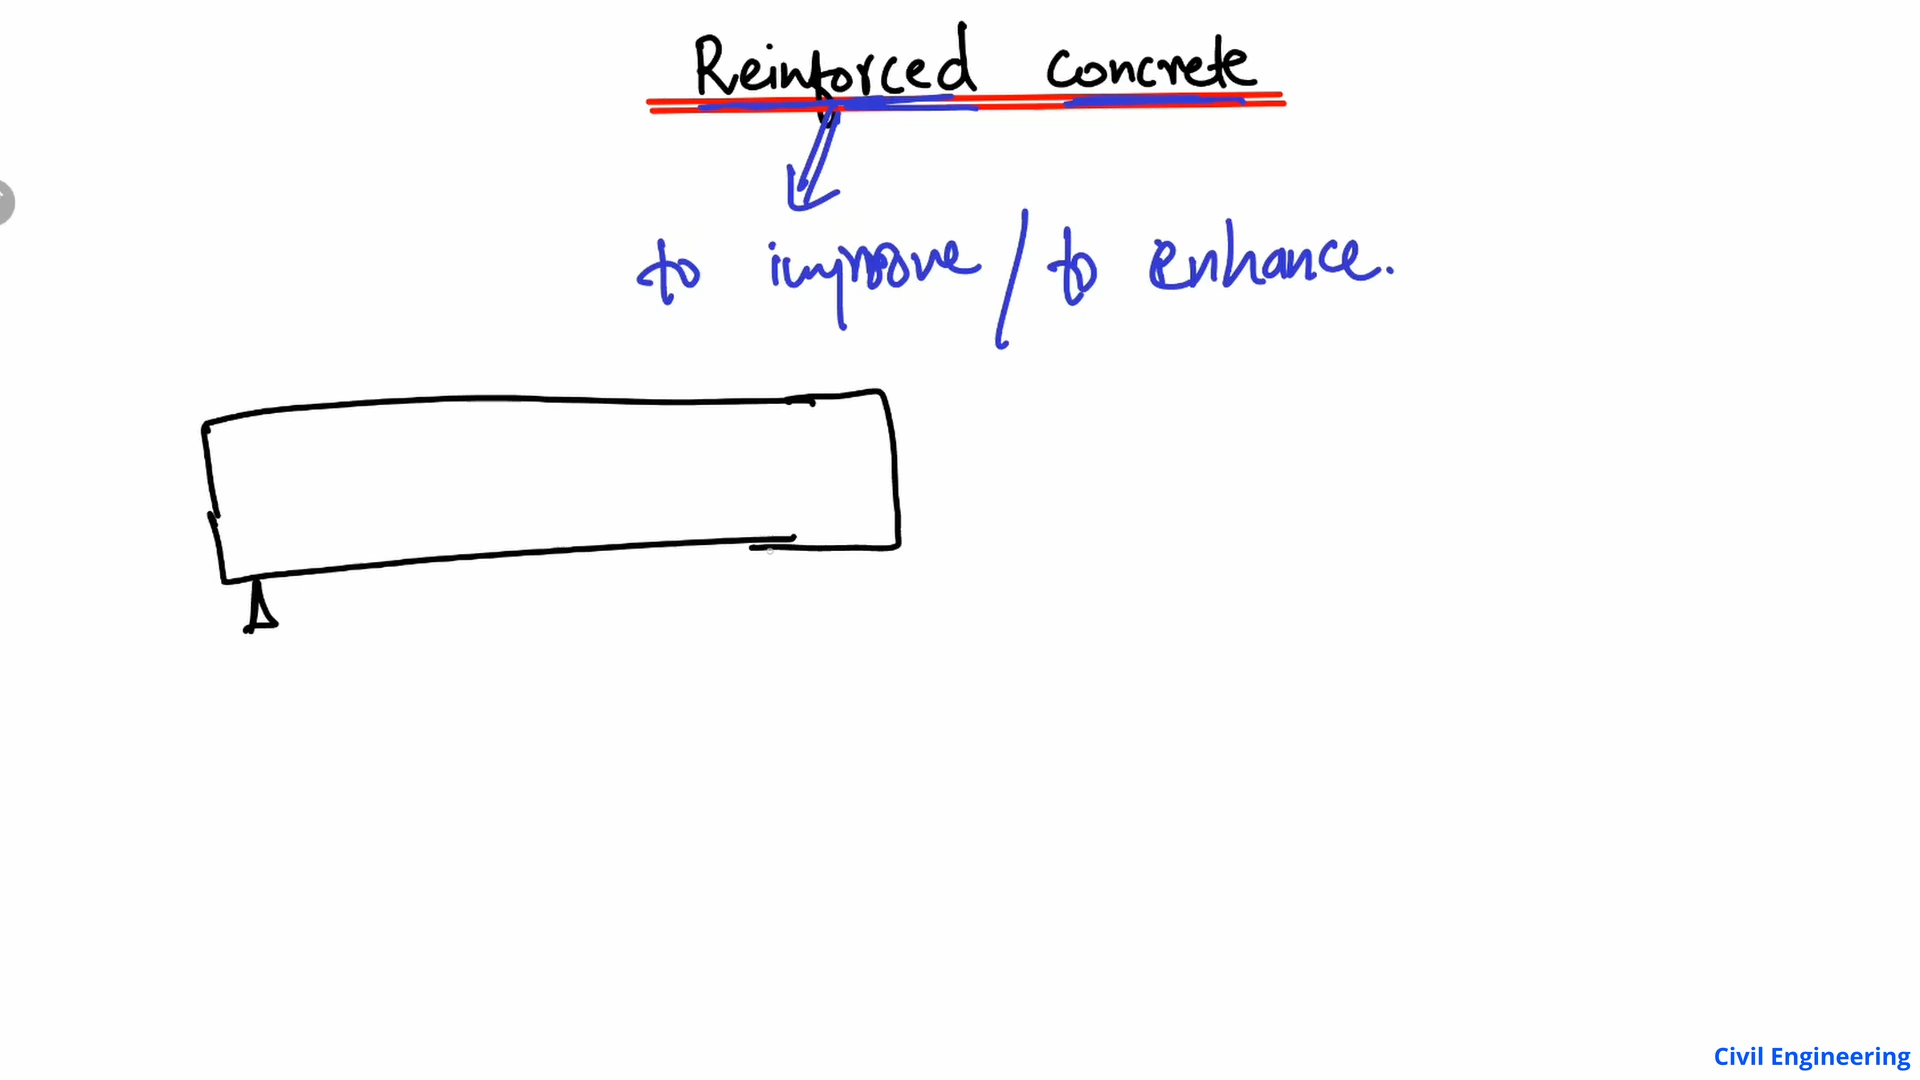 Reinforced concrete
to improve / to enhance.
Civil Engineering